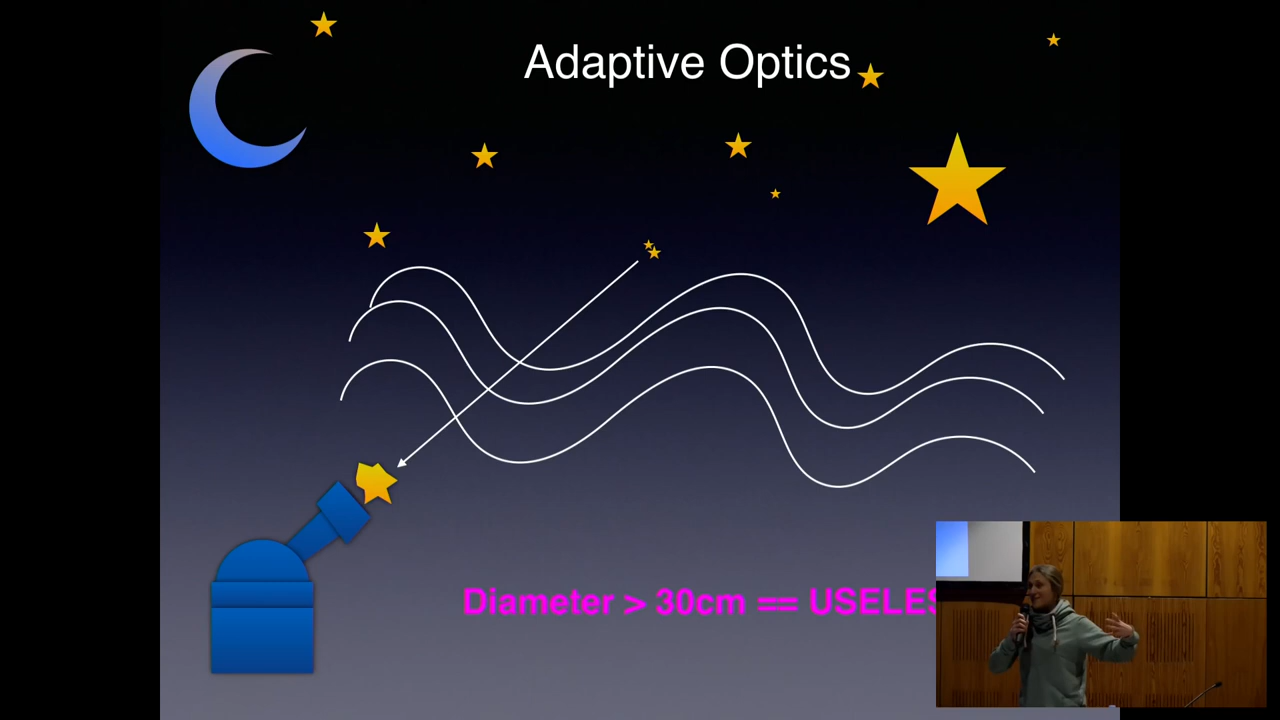 Adaptive Optics
Diameter > 30cm == USELES